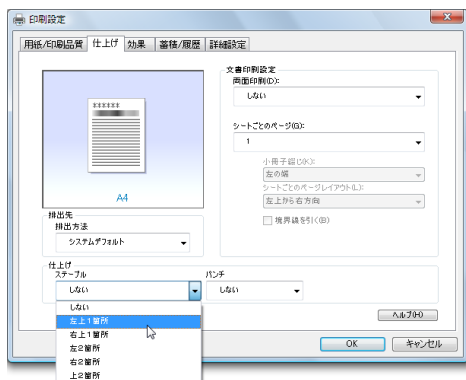 印刷設定
用紙/印刷品質 仕上げ 効果 蓄積/履歴 詳細設定
xxxxxx
A4
排出先
排出方法
システムデフォルト
文書印刷設定
両面印刷(D):
しない
シートごとのページ(G):
1
小冊子綴じ(K):
左の端
シートごとのページレイアウト(L):
左上から右方向
境界線を引く(B)
仕上げ
ステープル
しない
パンチ
しない
しない
左上1箇所
右上1箇所
左2箇所
右2箇所
上2箇所
ヘルプ(H)
OK キャンセル